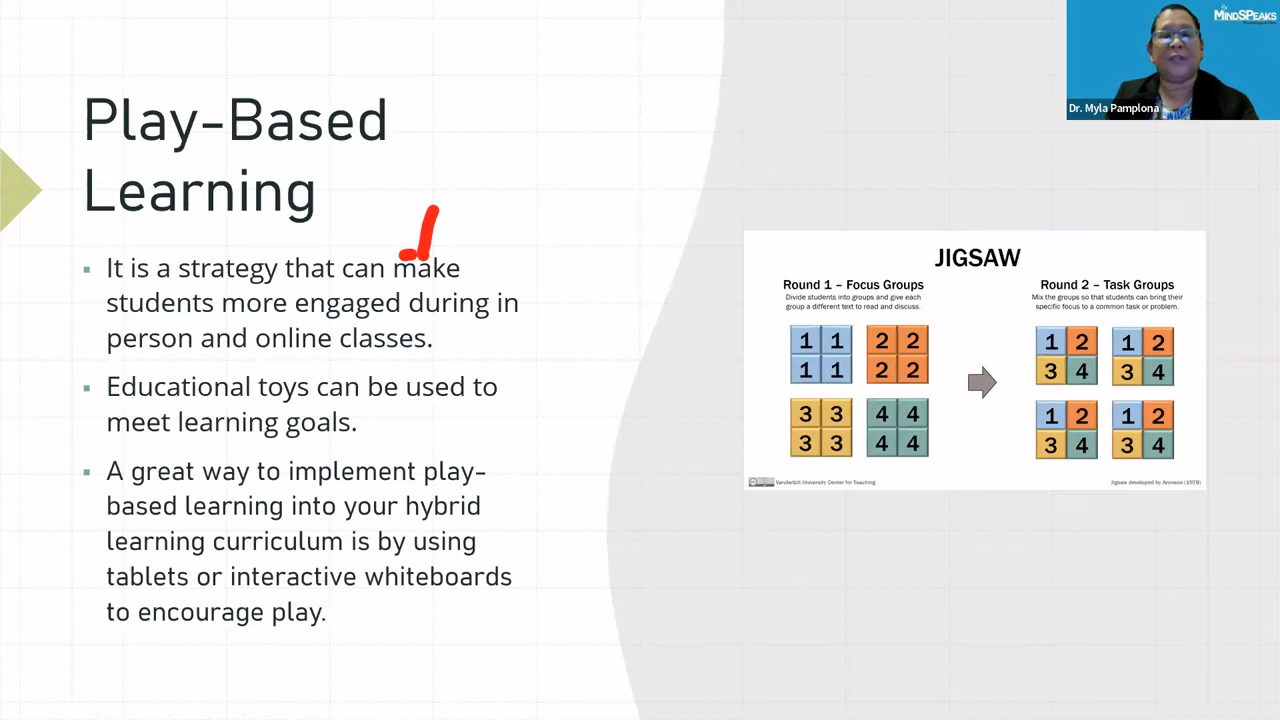 MINDSPEAKS
Dr. Myla Pamplona
Play-Based
Learning
It is a strategy that can make
students more engaged during in
person and online classes.
Educational toys can be used to
meet learning goals.
A great way to implement play-
based learning into your hybrid
learning curriculum is by using
tablets or interactive whiteboards
to encourage play.
JIGSAW
Round 1 – Focus Groups
Divide students into groups and give each
group a different text to read and discuss.
1 1 2 2
1 1 2 2
3 3 4 4
3 3 4 4
Round 2 – Task Groups
Mix the groups so that students can bring their
specific focus to a common task or problem.
1 2 1 2
3 4 3 4
1 2 1 2
3 4 3 4
Vanderbilt University Center for Teaching
Jigsaw developed by Aronson (1978)